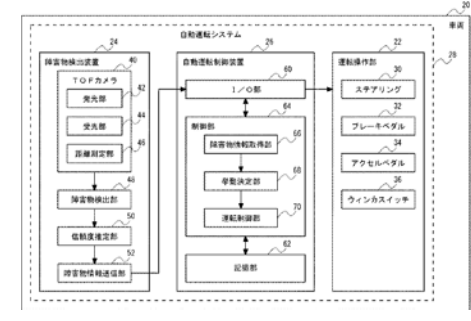 20
車両
自動運転システム
28
24
障害物検出装置
40
TOFカメラ
42
発光部
44
受光部
46
距離測定部
48
障害物検出部
50
信頼度推定部
52
障害物情報送信部
26
自動運転制御装置
60
I/O部
64
制御部
66
障害物情報取得部
68
挙動決定部
70
運転制御部
62
記憶部
22
運転操作部
30
ステアリング
32
ブレーキペダル
34
アクセルペダル
36
ウィンカスイッチ